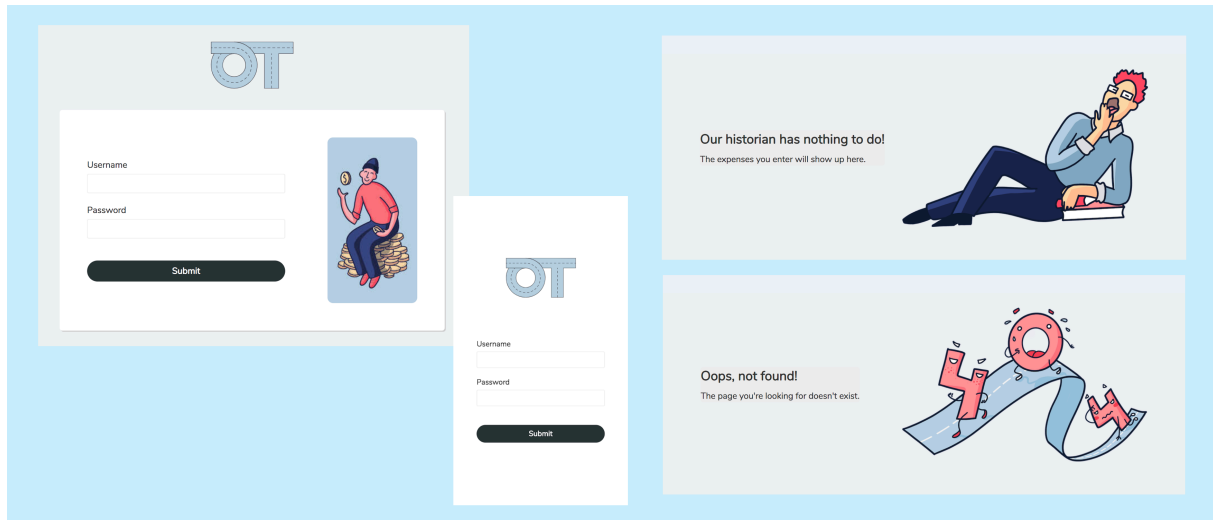 OT
Username
Password
Submit
$
OT
Username
Password
Submit
Our historian has nothing to do!
The expenses you enter will show up here.
404
Oops, not found!
The page you're looking for doesn't exist.